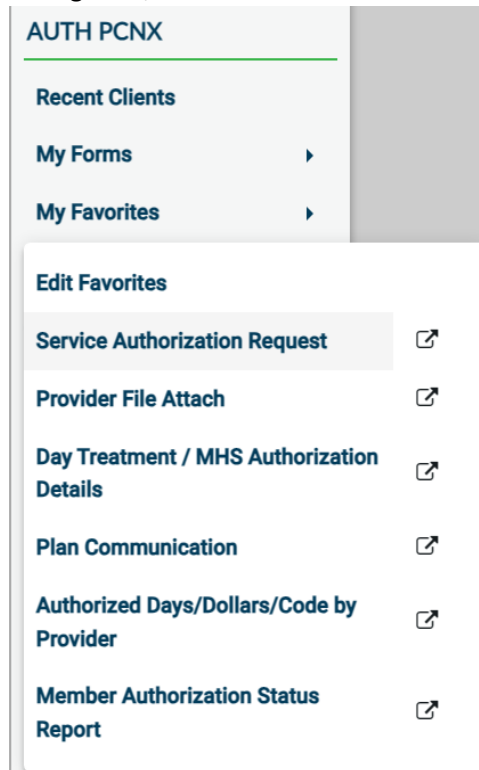 AUTH PCNX
Recent Clients
My Forms
My Favorites
Edit Favorites
Service Authorization Request
Provider File Attach
Day Treatment / MHS Authorization
Details
Plan Communication
Authorized Days/Dollars/Code by
Provider
Member Authorization Status
Report